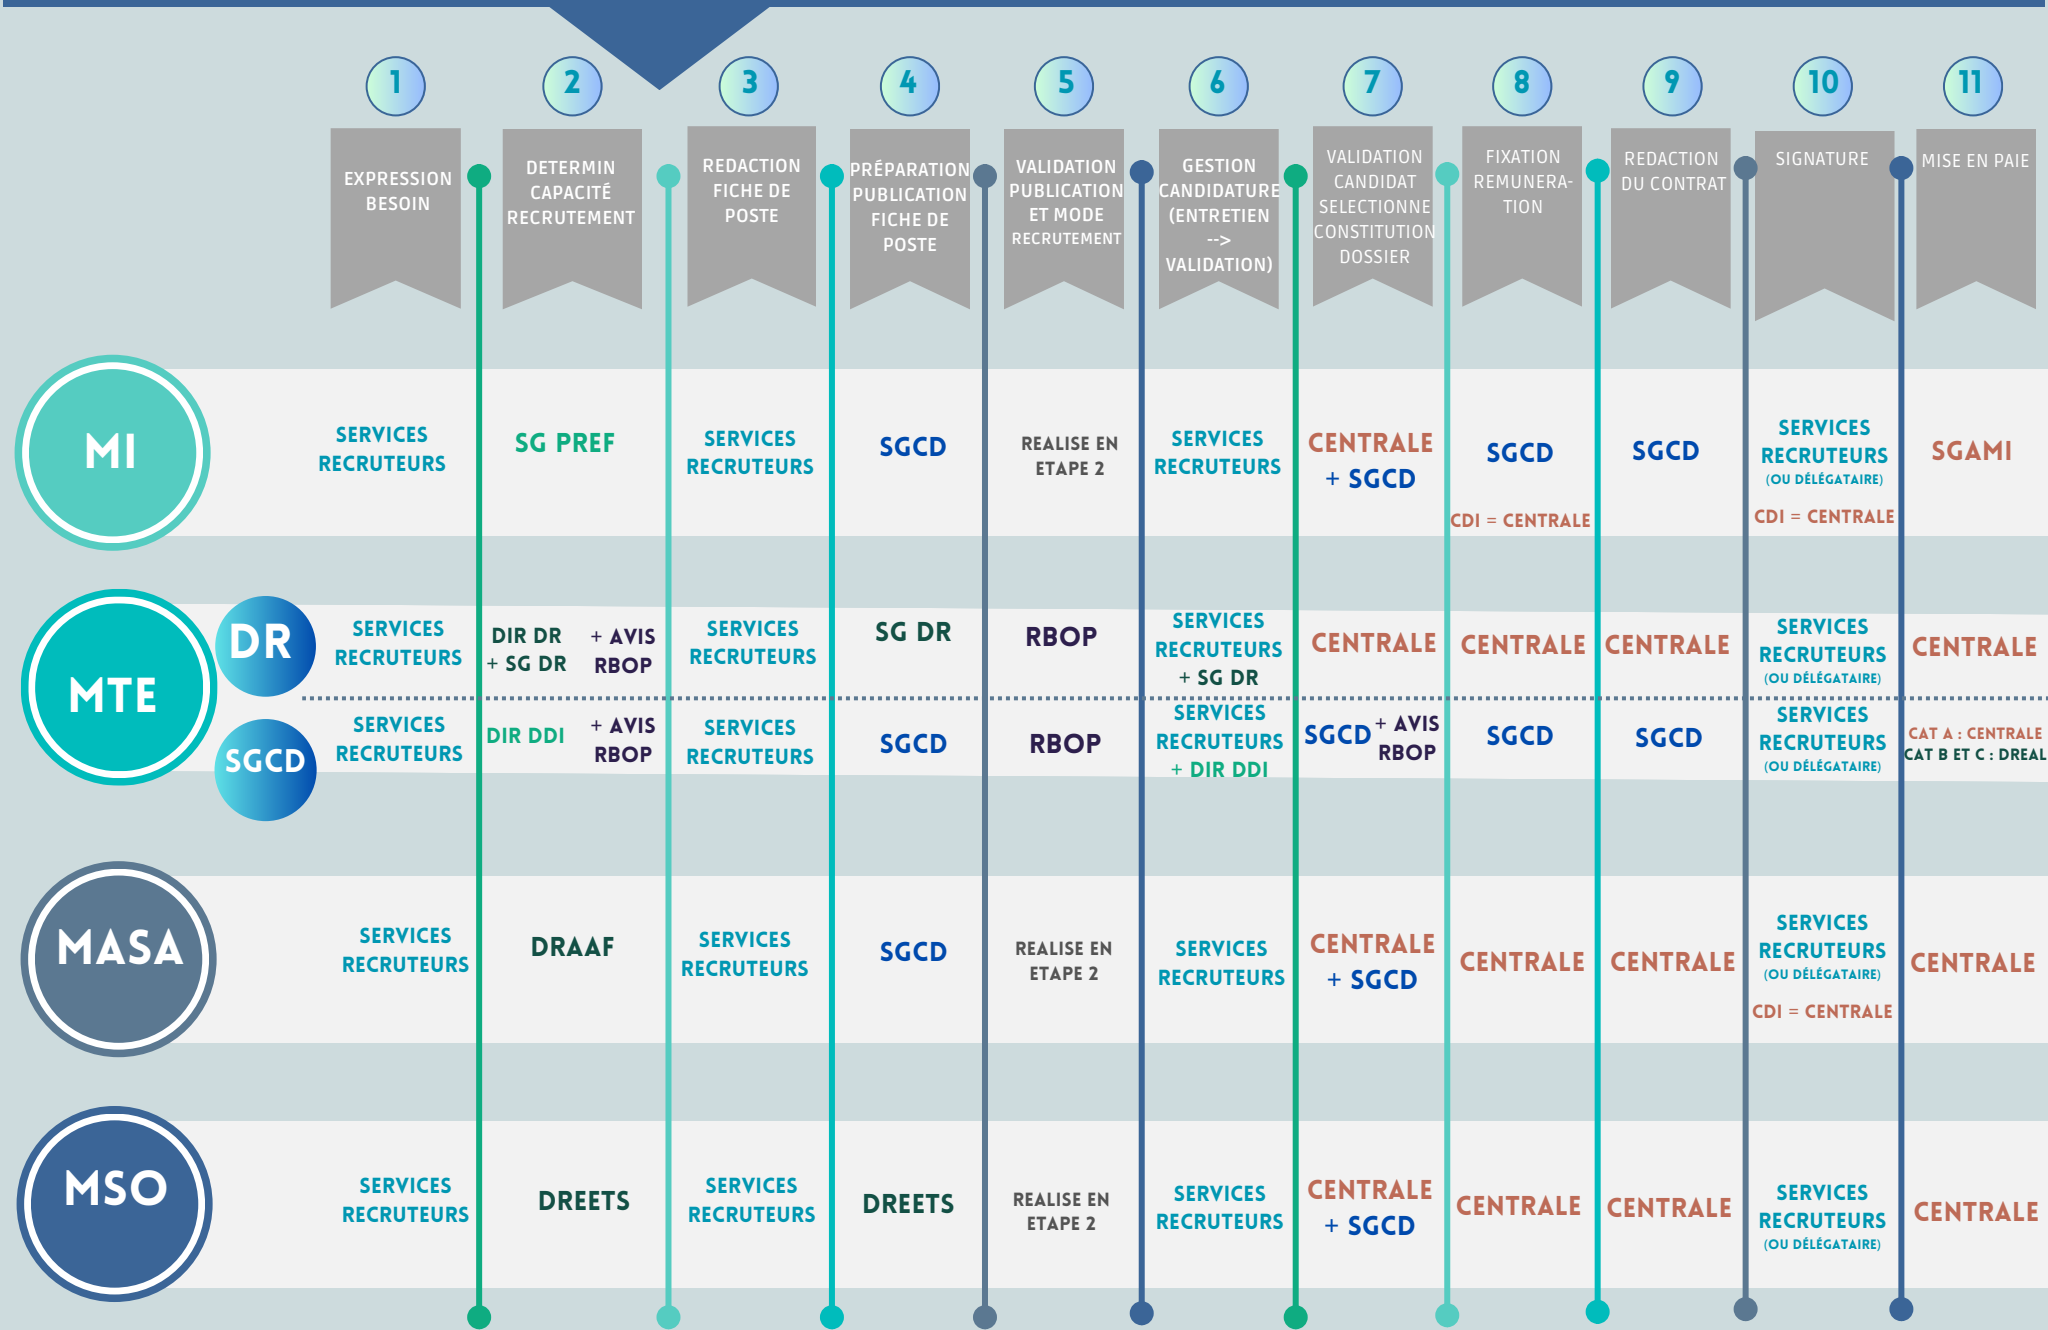 1
2
3
4
5
6
7
8
9
10
11
EXPRESSION
BESOIN
DETERMIN
CAPACITÉ
RECRUTEMENT
REDACTION
FICHE DE
POSTE
PRÉPARATION
PUBLICATION
FICHE DE
POSTE
VALIDATION
PUBLICATION
ET MODE
RECRUTEMENT
GESTION
CANDIDATURE
(ENTRETIEN
-->
VALIDATION)
VALIDATION
CANDIDAT
SELECTIONNE
CONSTITUTION
DOSSIER
FIXATION
REMUNERA-
TION
REDACTION
DU CONTRAT
SIGNATURE
MISE EN PAIE
MI
SERVICES
RECRUTEURS
SG PREF
SERVICES
RECRUTEURS
SGCD
REALISE EN
ETAPE 2
SERVICES
RECRUTEURS
CENTRALE
+ SGCD
SGCD
CDI = CENTRALE
SGCD
SERVICES
RECRUTEURS
(OU DÉLÉGATAIRE)
CDI = CENTRALE
SGAMI
MTE
DR
SERVICES
RECRUTEURS
DIR DR
+ SG DR
+ AVIS
RBOP
SERVICES
RECRUTEURS
SG DR
RBOP
SERVICES
RECRUTEURS
+ SG DR
CENTRALE
CENTRALE
CENTRALE
SERVICES
RECRUTEURS
(OU DÉLÉGATAIRE)
CENTRALE
SGCD
SERVICES
RECRUTEURS
DIR DDI
+ AVIS
RBOP
SERVICES
RECRUTEURS
SGCD
RBOP
SERVICES
RECRUTEURS
+ DIR DDI
SGCD
+ AVIS
RBOP
SGCD
SGCD
SERVICES
RECRUTEURS
(OU DÉLÉGATAIRE)
CAT A : CENTRALE
CAT B ET C : DREAL
MASA
SERVICES
RECRUTEURS
DRAAF
SERVICES
RECRUTEURS
SGCD
REALISE EN
ETAPE 2
SERVICES
RECRUTEURS
CENTRALE
+ SGCD
CENTRALE
CENTRALE
SERVICES
RECRUTEURS
(OU DÉLÉGATAIRE)
CDI = CENTRALE
CENTRALE
MSO
SERVICES
RECRUTEURS
DREETS
SERVICES
RECRUTEURS
DREETS
REALISE EN
ETAPE 2
SERVICES
RECRUTEURS
CENTRALE
+ SGCD
CENTRALE
CENTRALE
SERVICES
RECRUTEURS
(OU DÉLÉGATAIRE)
CENTRALE